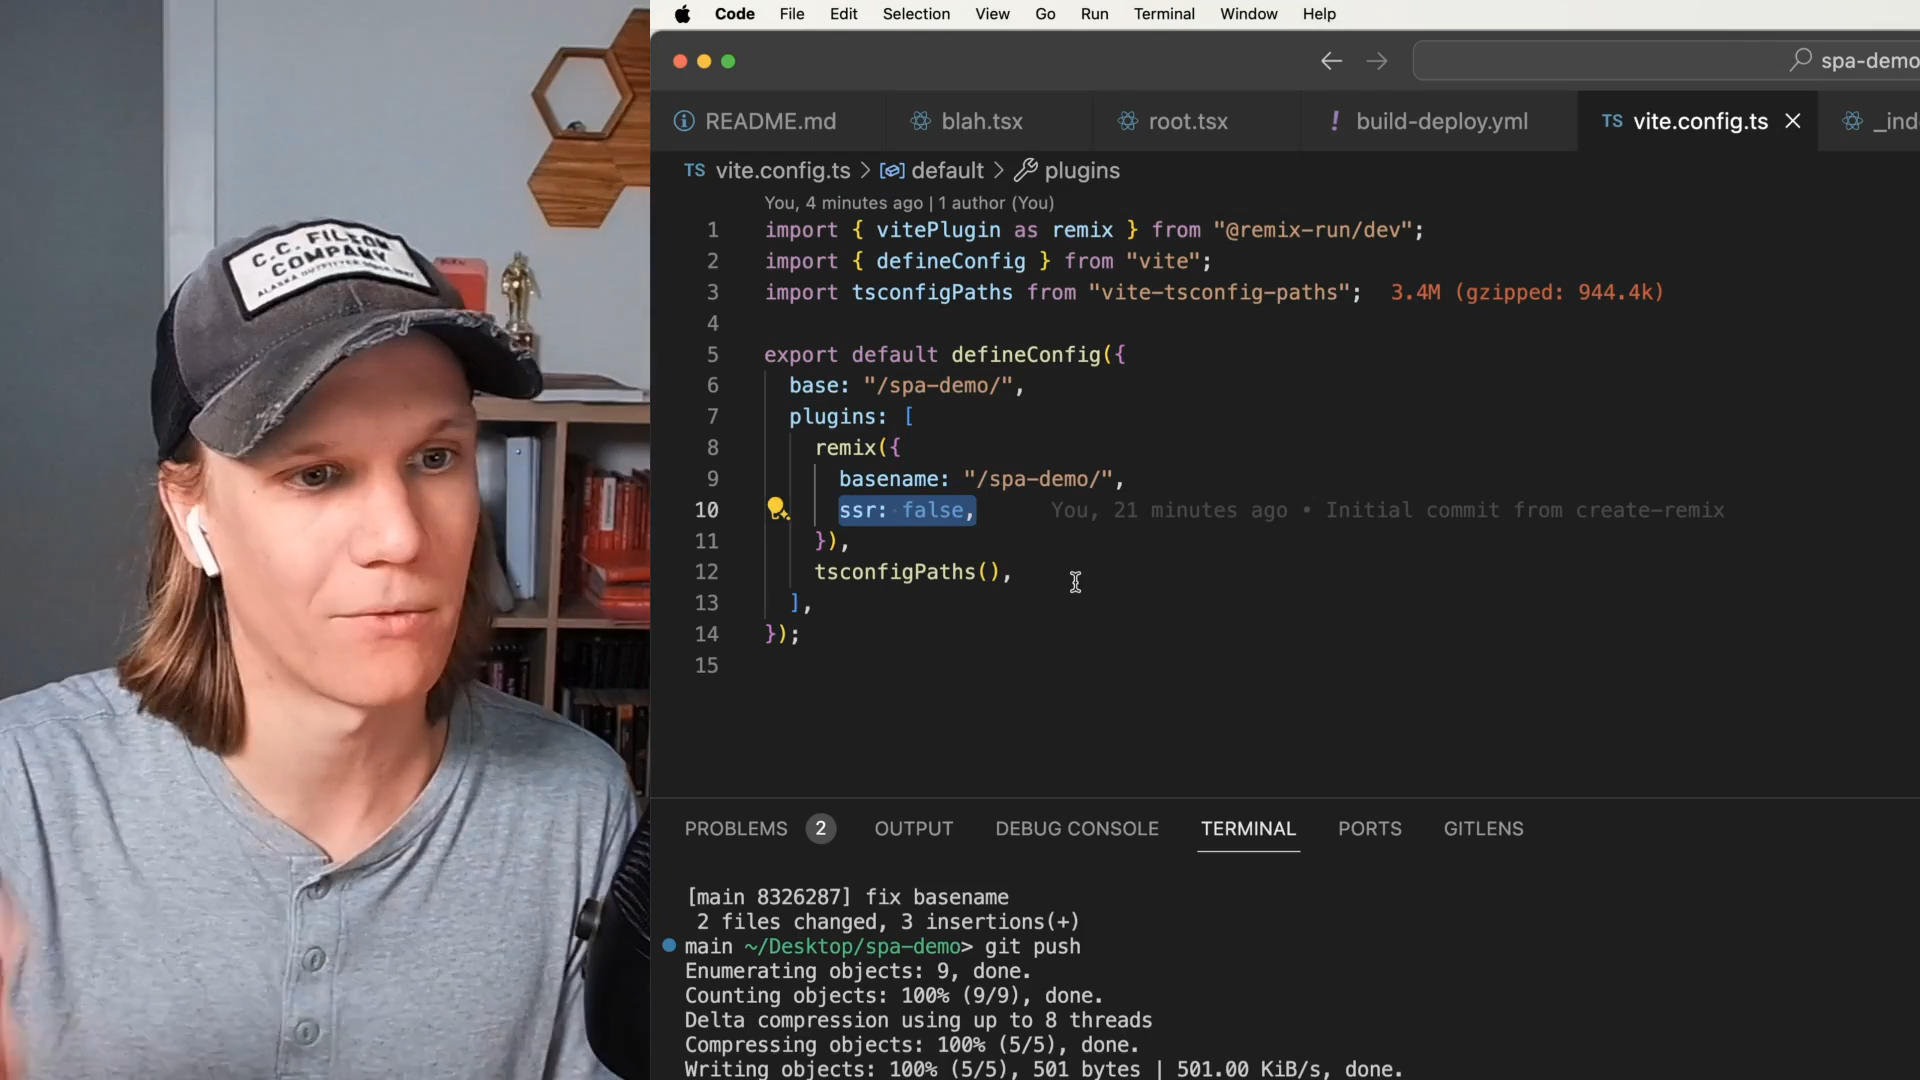 Code File Edit Selection View Go Run Terminal Window Help
spa-demo
README.md blah.tsx root.tsx ! build-deploy.yml TS vite.config.ts _ind
TS vite.config.ts > default > plugins
You, 4 minutes ago | 1 author (You)
1 import { vitePlugin as remix } from "@remix-run/dev";
2 import { defineConfig } from "vite";
3 import tsconfigPaths from "vite-tsconfig-paths"; 3.4M (gzipped: 944.4k)
4
5 export default defineConfig({
6 base: "/spa-demo/",
7 plugins: [
8 remix({
9 basename: "/spa-demo/",
10 ssr: false, You, 21 minutes ago • Initial commit from create-remix
11 }),
12 tsconfigPaths(),
13 ],
14 });
15
PROBLEMS 2 OUTPUT DEBUG CONSOLE TERMINAL PORTS GITLENS
[main 8326287] fix basename
2 files changed, 3 insertions(+)
main ~/Desktop/spa-demo> git push
Enumerating objects: 9, done.
Counting objects: 100% (9/9), done.
Delta compression using up to 8 threads
Compressing objects: 100% (5/5), done.
Writing objects: 100% (5/5), 501 bytes | 501.00 KiB/s, done.
C.C. FILSON
COMPANY